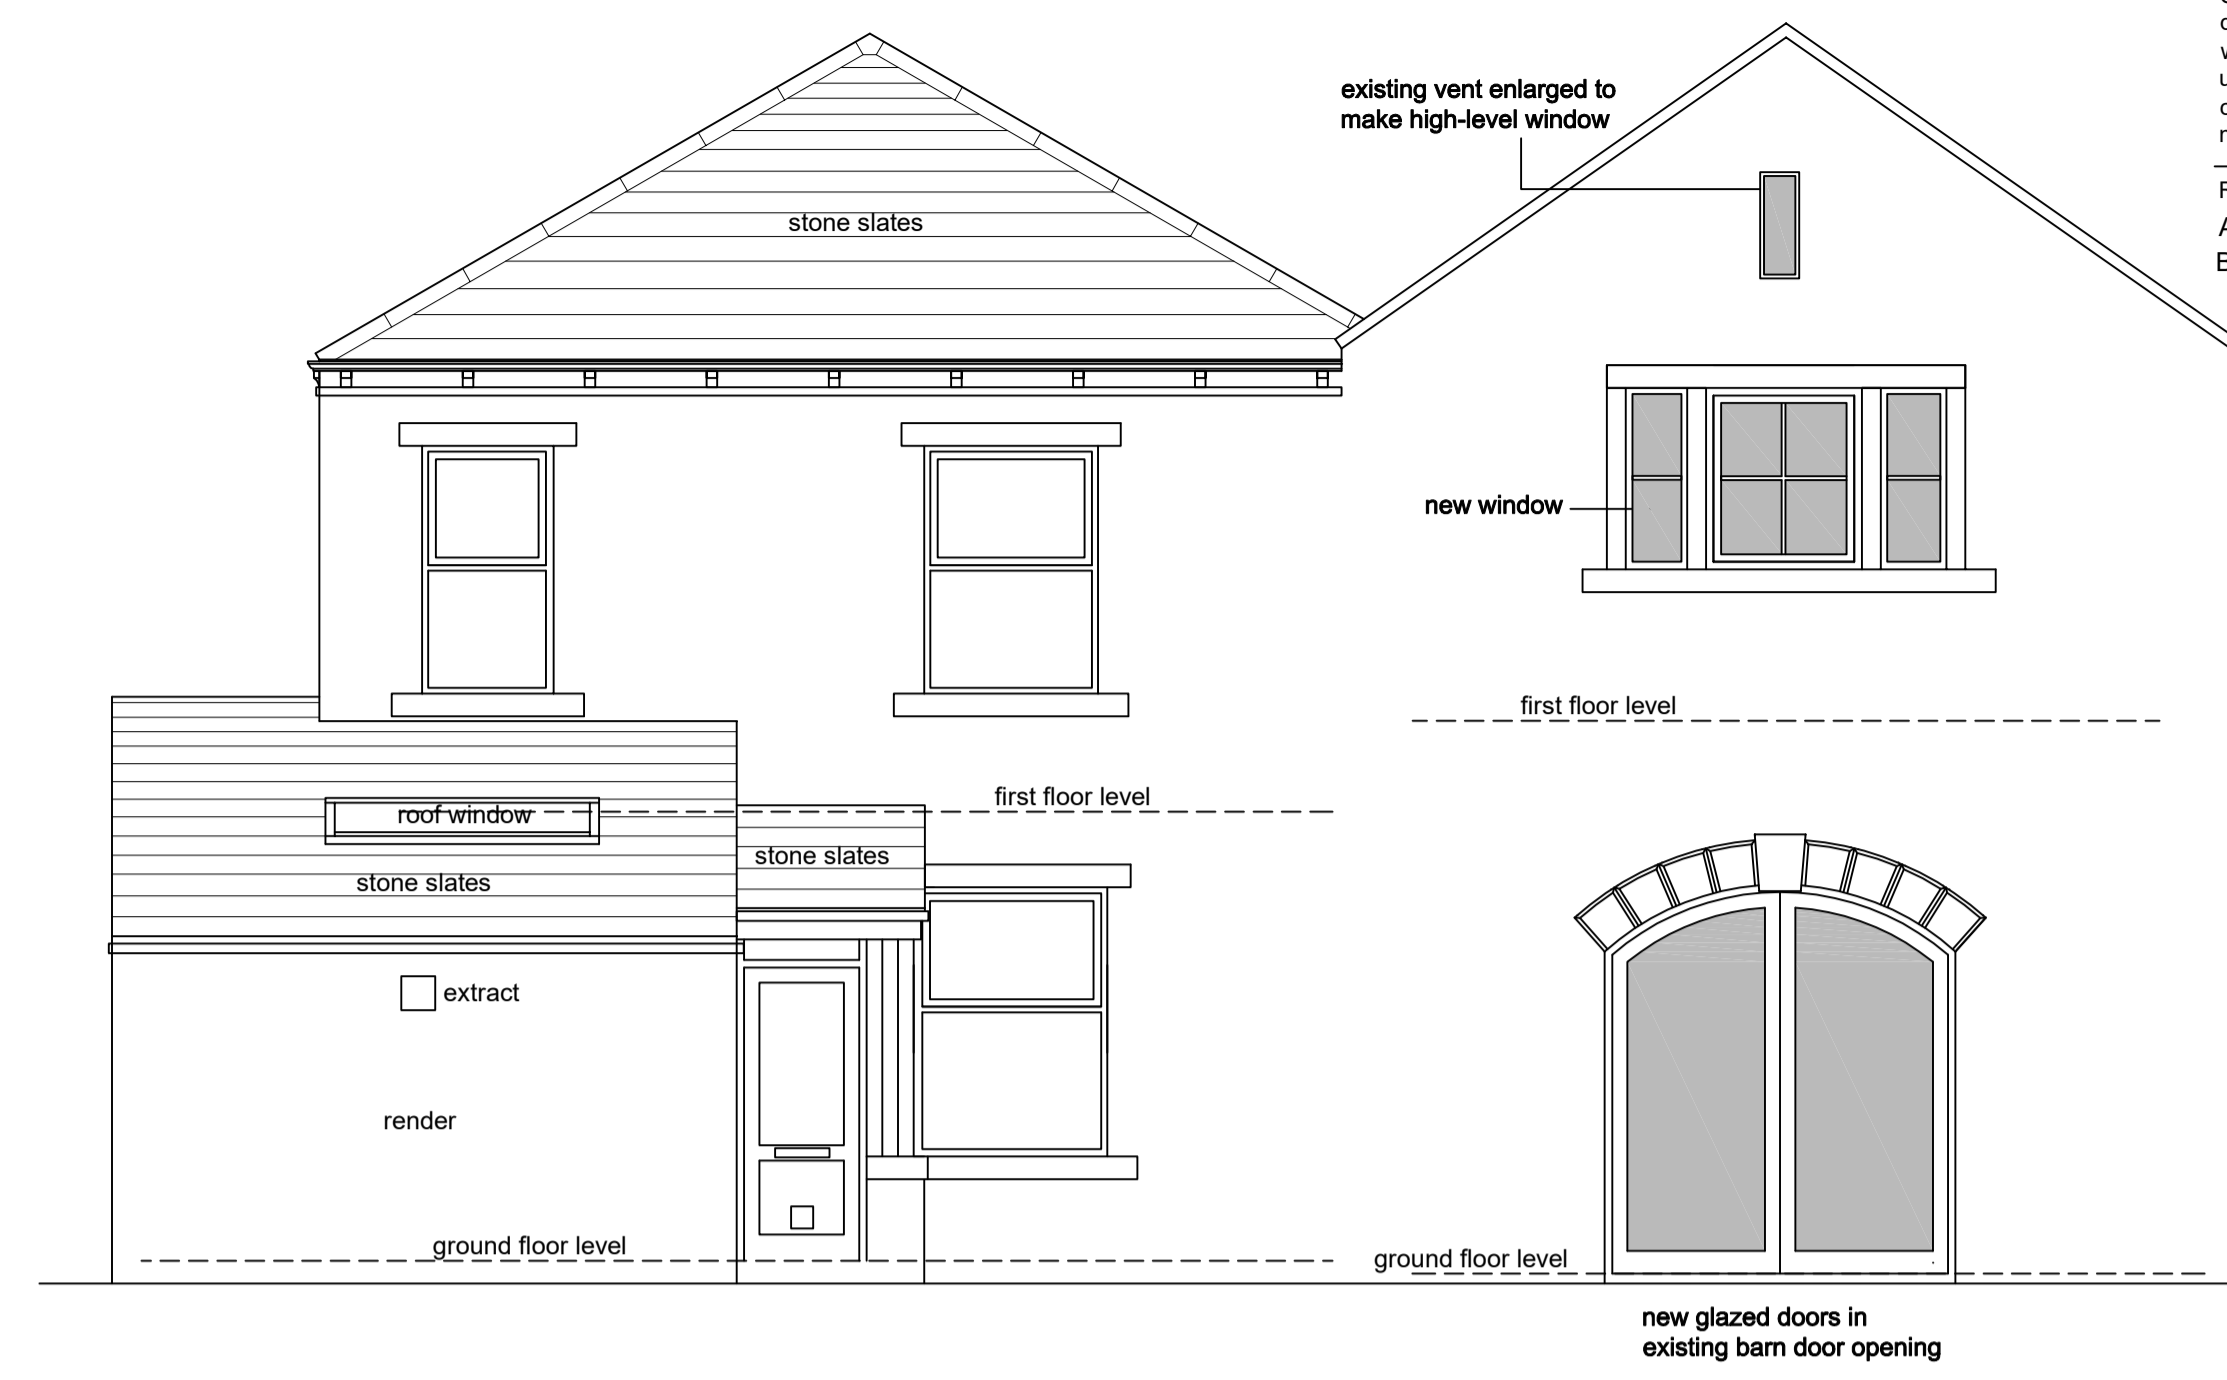 existing vent enlarged to
make high-level window
stone slates
new window
first floor level
first floor level
roof window
stone slates
stone slates
extract
render
ground floor level
ground floor level
new glazed doors in
existing barn door opening